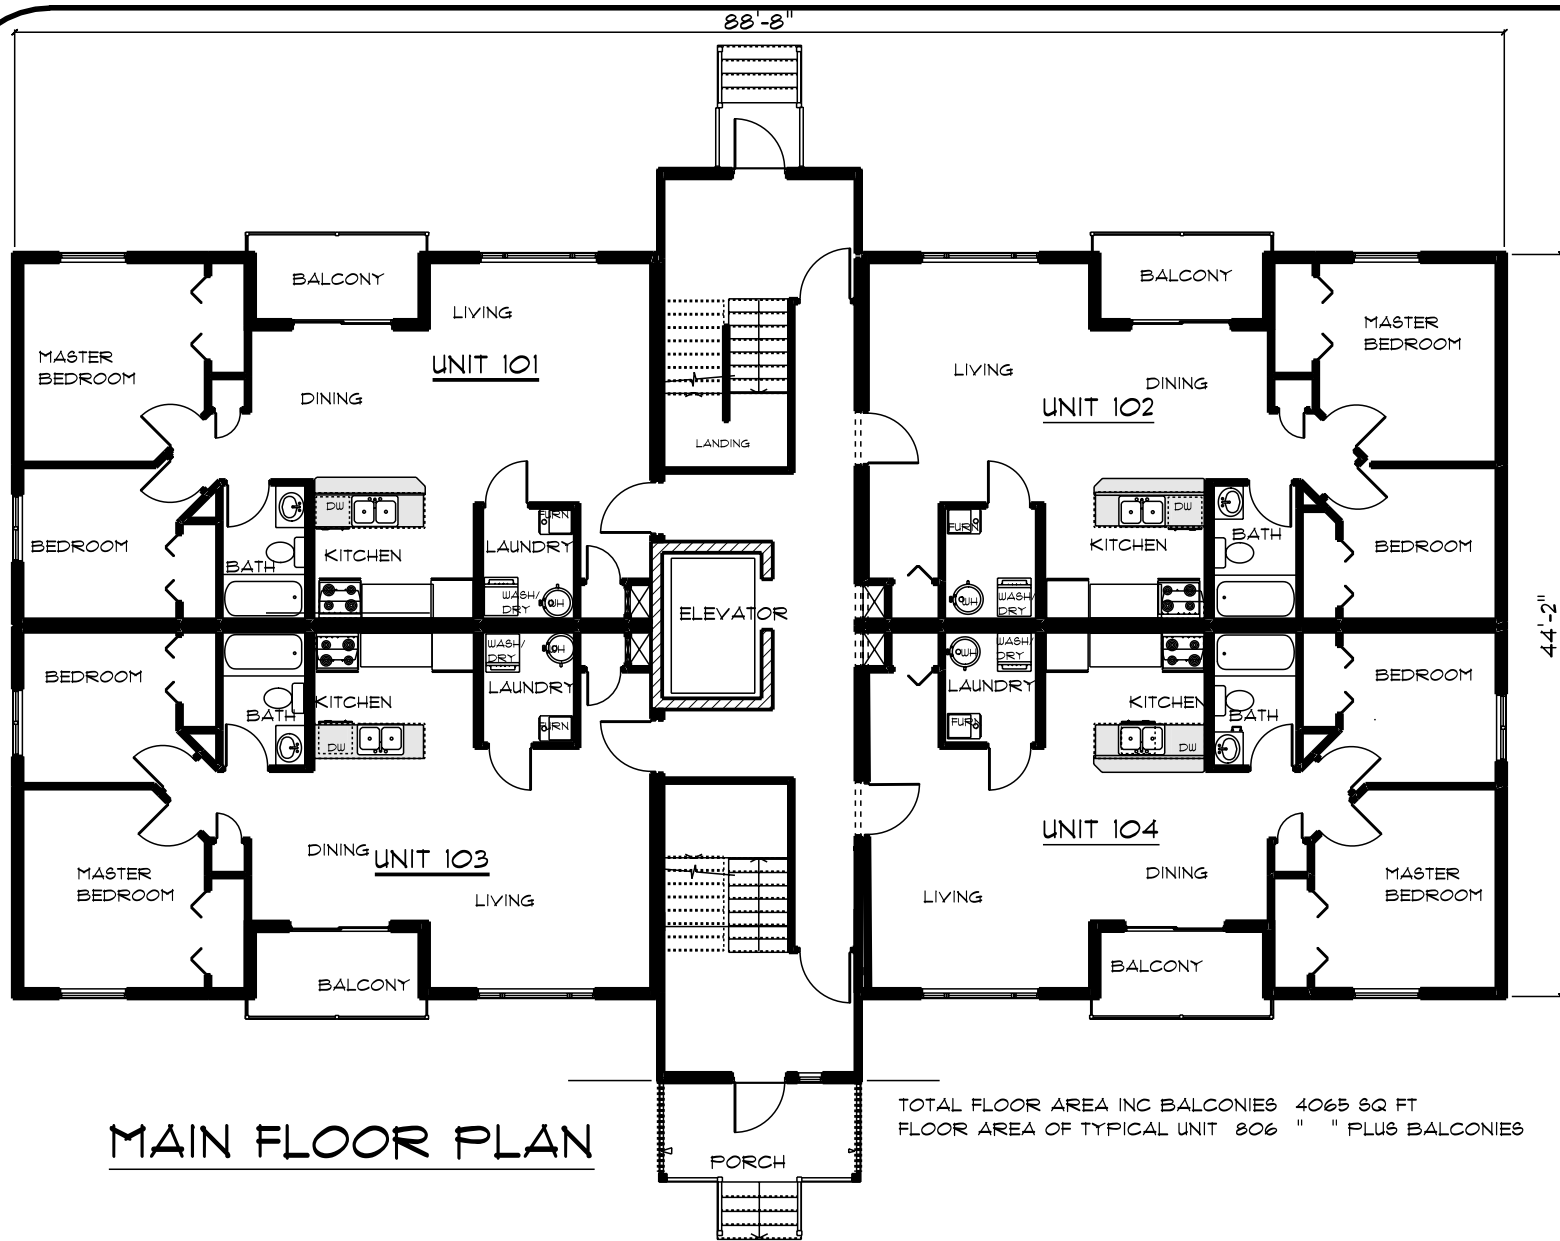 88'-8"
BALCONY
LIVING
MASTER
BEDROOM
UNIT 101
DINING
BALCONY
MASTER
BEDROOM
LIVING
DINING
UNIT 102
LANDING
BEDROOM
BATH
DW
KITCHEN
FURN
LAUNDRY
WASH/
DRY
WH
ELEVATOR
FURN
WH
WASH/
DRY
KITCHEN
DW
BATH
BEDROOM
44'-2"
BEDROOM
BATH
KITCHEN
DW
WASH/
DRY
WH
LAUNDRY
FURN
WH
WASH/
DRY
LAUNDRY
FURN
KITCHEN
DW
BATH
BEDROOM
DINING
UNIT 103
MASTER
BEDROOM
LIVING
BALCONY
UNIT 104
DINING
LIVING
MASTER
BEDROOM
BALCONY
MAIN FLOOR PLAN
PORCH
TOTAL FLOOR AREA INC BALCONIES 4065 SQ FT
FLOOR AREA OF TYPICAL UNIT 806 " " PLUS BALCONIES